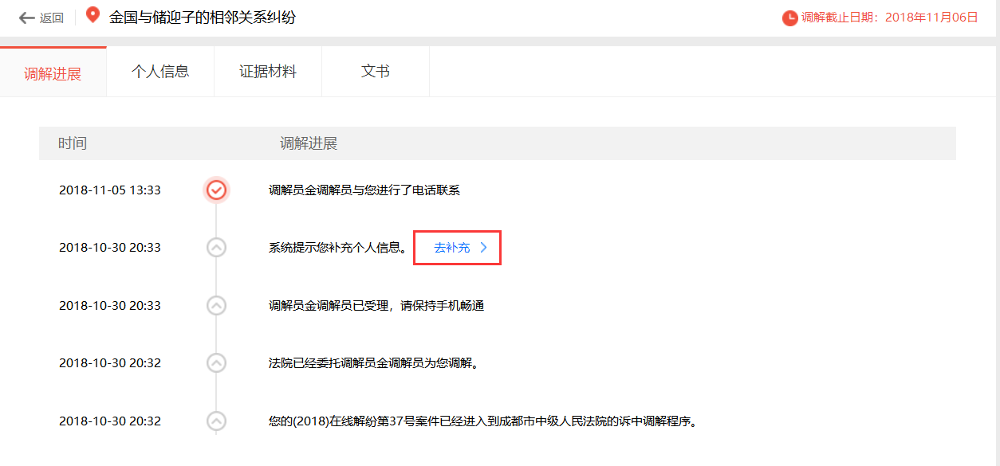 返回 金国与储迎子的相邻关系纠纷 调解截止日期：2018年11月06日
调解进展 个人信息 证据材料 文书
时间 调解进展
2018-11-05 13:33 调解员金调解员与您进行了电话联系
2018-10-30 20:33 系统提示您补充个人信息。 去补充
2018-10-30 20:33 调解员金调解员已受理，请保持手机畅通
2018-10-30 20:32 法院已经委托调解员金调解员为您调解。
2018-10-30 20:32 您的(2018)在线解纷第37号案件已经进入到成都市中级人民法院的诉中调解程序。